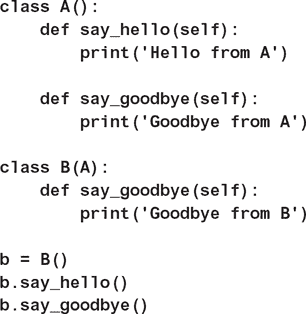 class A():
    def say_hello(self):
        print('Hello from A')

    def say_goodbye(self):
        print('Goodbye from A')

class B(A):
    def say_goodbye(self):
        print('Goodbye from B')

b = B()
b.say_hello()
b.say_goodbye()